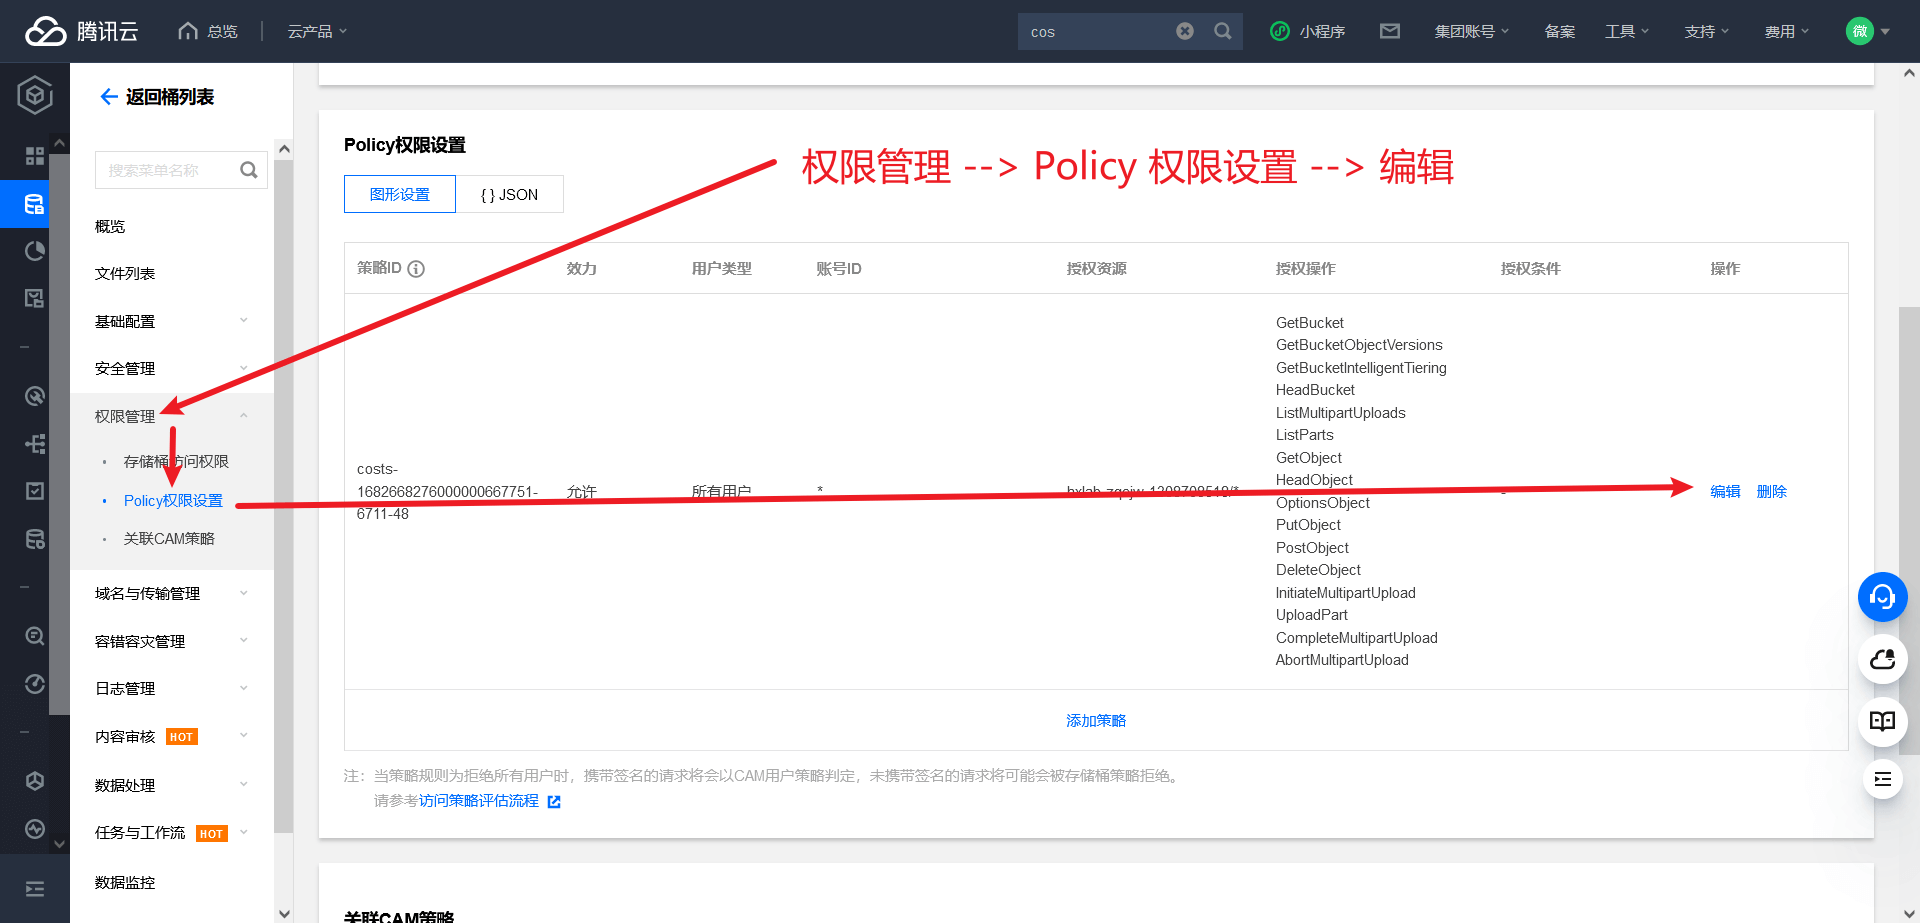 腾讯云
总览
云产品
cos
小程序
集团账号
备案
工具
支持
费用
微
返回桶列表
搜索菜单名称
概览
文件列表
基础配置
安全管理
权限管理
存储桶访问权限
Policy权限设置
关联CAM策略
域名与传输管理
容错容灾管理
日志管理
内容审核 HOT
数据处理
任务与工作流 HOT
数据监控
Policy权限设置
权限管理 --> Policy 权限设置 --> 编辑
图形设置
{ } JSON
策略ID
效力
用户类型
账号ID
授权资源
授权操作
授权条件
操作
costs-
1682668276000000667751-
6711-48
允许
所有用户
*
GetBucket
GetBucketObjectVersions
GetBucketIntelligentTiering
HeadBucket
ListMultipartUploads
ListParts
GetObject
HeadObject
OptionsObject
PutObject
PostObject
DeleteObject
InitiateMultipartUpload
UploadPart
CompleteMultipartUpload
AbortMultipartUpload
-
编辑 删除
添加策略
注：当策略规则为拒绝所有用户时，携带签名的请求将会以CAM用户策略判定，未携带签名的请求将可能会被存储桶策略拒绝。
请参考访问策略评估流程
关联CAM策略